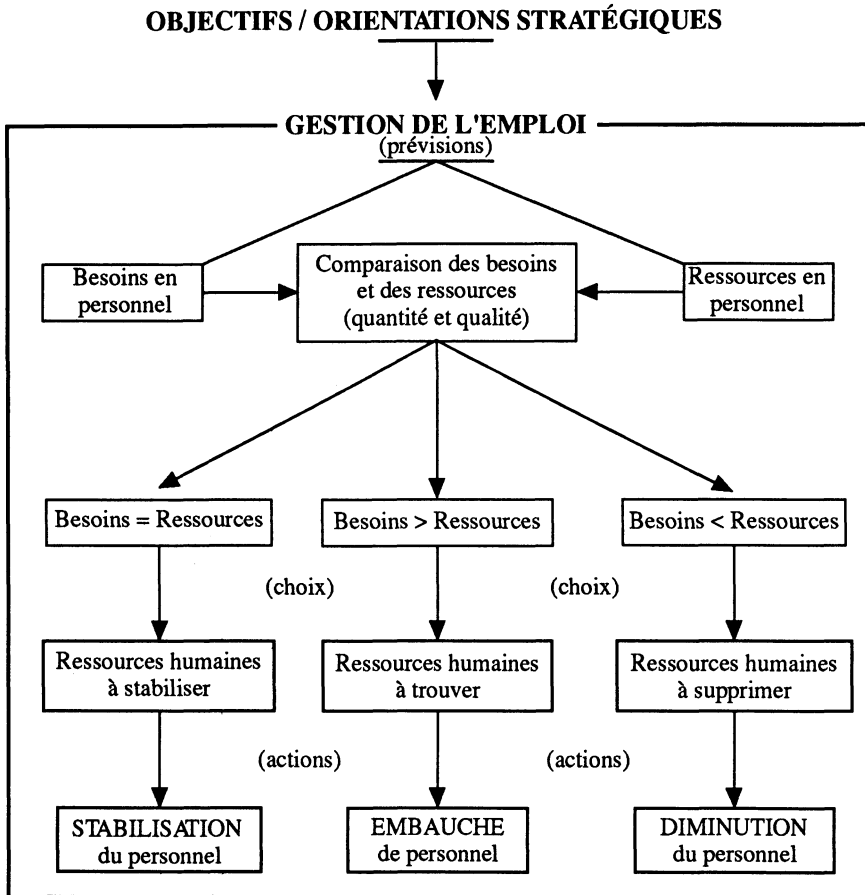 OBJECTIFS / ORIENTATIONS STRATÉGIQUES
GESTION DE L'EMPLOI
(prévisions)
Besoins en
personnel
Comparaison des besoins
et des ressources
(quantité et qualité)
Ressources en
personnel
Besoins = Ressources
Besoins > Ressources
Besoins < Ressources
(choix)
(choix)
Ressources humaines
à stabiliser
Ressources humaines
à trouver
Ressources humaines
à supprimer
(actions)
(actions)
STABILISATION
du personnel
EMBAUCHE
de personnel
DIMINUTION
du personnel